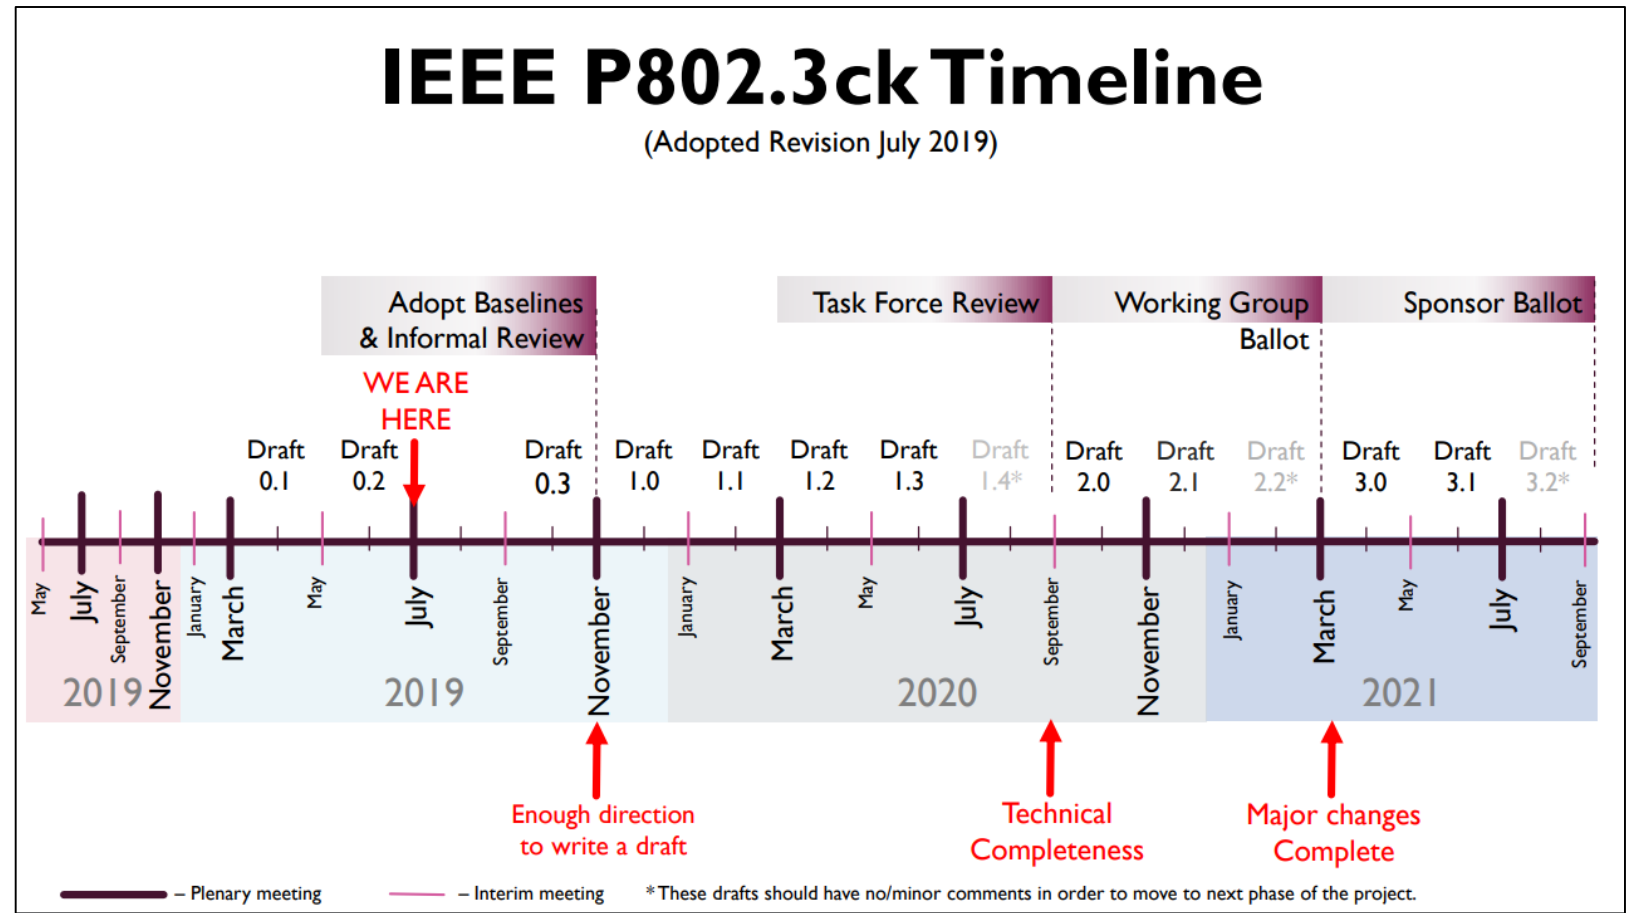 IEEE P802.3ck Timeline
(Adopted Revision July 2019)
Adopt Baselines
& Informal Review
Task Force Review
Working Group
Ballot
Sponsor Ballot
WE ARE
HERE
Draft
0.1
Draft
0.2
Draft
0.3
Draft
1.0
Draft
1.1
Draft
1.2
Draft
1.3
Draft
1.4*
Draft
2.0
Draft
2.1
Draft
2.2*
Draft
3.0
Draft
3.1
Draft
3.2*
May
July
September
November
January
March
May
July
September
November
January
March
May
July
September
November
January
March
May
July
September
2019
2019
2020
2021
Enough direction
to write a draft
Technical
Completeness
Major changes
Complete
– Plenary meeting
– Interim meeting
* These drafts should have no/minor comments in order to move to next phase of the project.